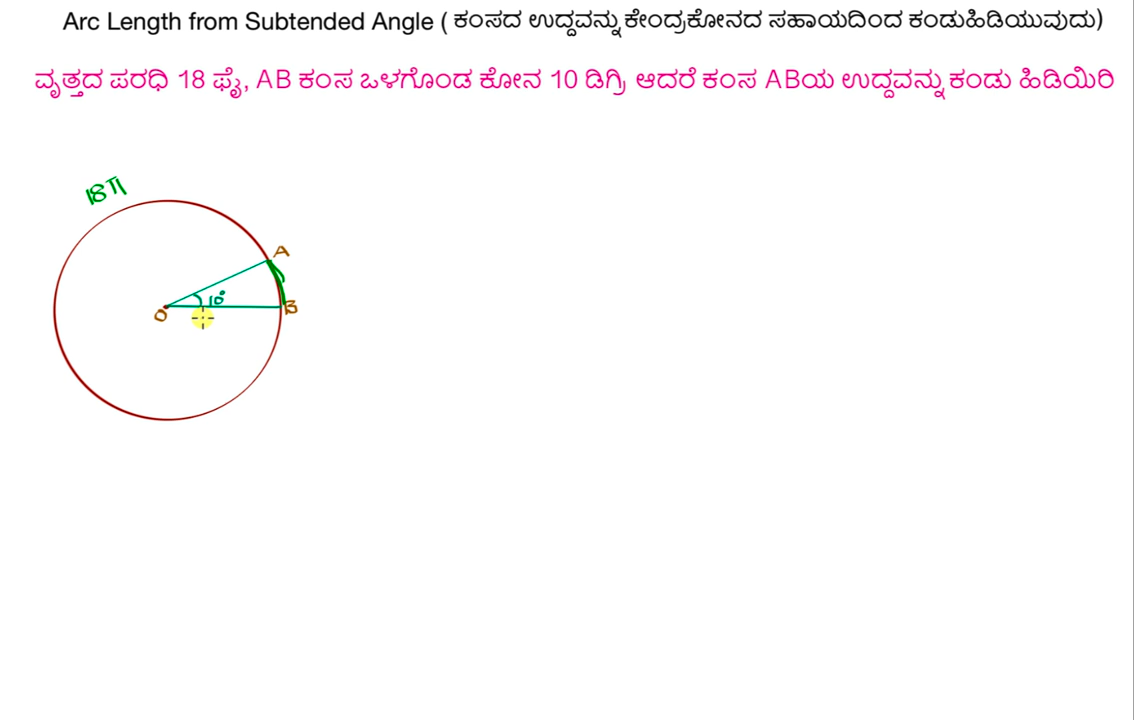 Arc Length from Subtended Angle ( ಕಂಸದ ಉದ್ದವನ್ನು ಕೇಂದ್ರಕೋನದ ಸಹಾಯದಿಂದ ಕಂಡುಹಿಡಿಯುವುದು)
ವೃತ್ತದ ಪರಧಿ 18 ಫೈ, AB ಕಂಸ ಒಳಗೊಂಡ ಕೋನ 10 ಡಿಗ್ರಿ ಆದರೆ ಕಂಸ ABಯ ಉದ್ದವನ್ನು ಕಂಡು ಹಿಡಿಯಿರಿ
18π
A
10°
O
B